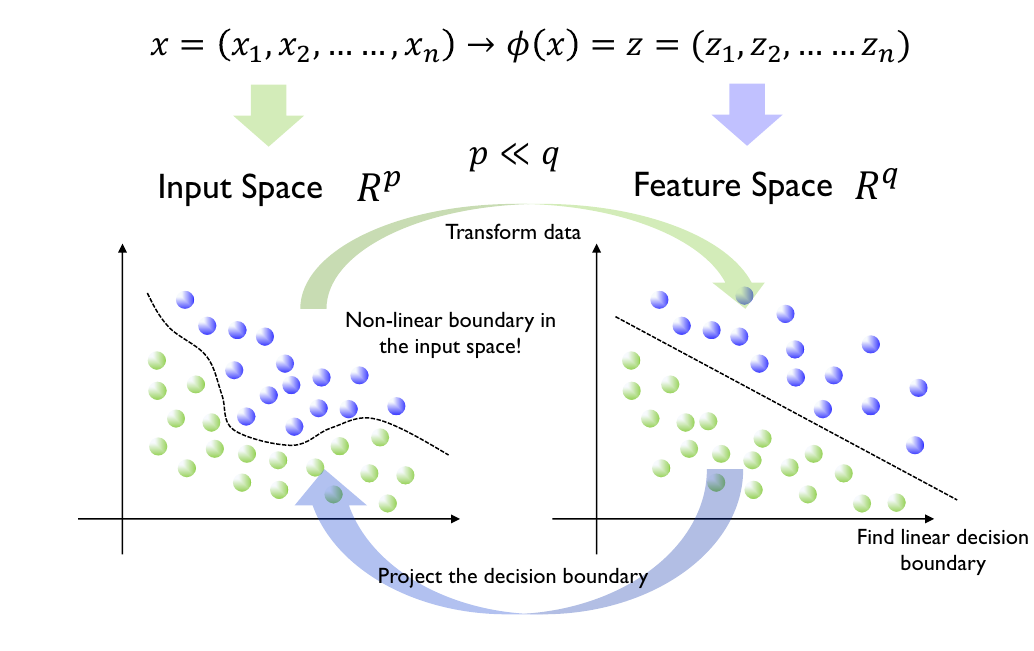 x = (x₁, x₂, … …, xₙ) → ϕ(x) = z = (z₁, z₂, … … zₙ)
p ≪ q
Input Space Rᵖ
Feature Space R^q
Transform data
Non-linear boundary in
the input space!
Find linear decision
boundary
Project the decision boundary